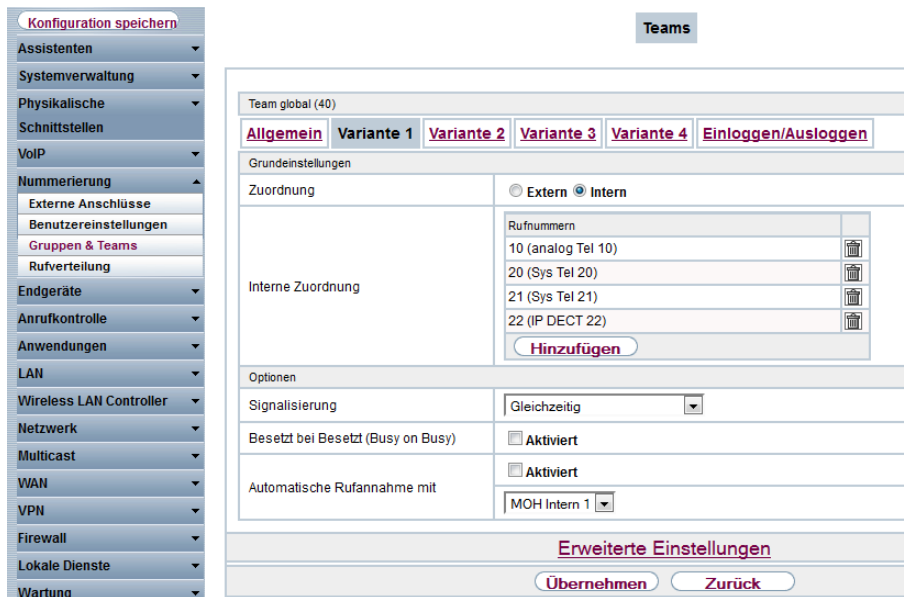 Konfiguration speichern
Assistenten
Systemverwaltung
Physikalische
Schnittstellen
VoIP
Nummerierung
Externe Anschlüsse
Benutzereinstellungen
Gruppen & Teams
Rufverteilung
Endgeräte
Anrufkontrolle
Anwendungen
LAN
Wireless LAN Controller
Netzwerk
Multicast
WAN
VPN
Firewall
Lokale Dienste
Wartung
Teams
Team global (40)
Allgemein Variante 1 Variante 2 Variante 3 Variante 4 Einloggen/Ausloggen
Grundeinstellungen
Zuordnung Extern Intern
Interne Zuordnung
Rufnummern
10 (analog Tel 10)
20 (Sys Tel 20)
21 (Sys Tel 21)
22 (IP DECT 22)
Hinzufügen
Optionen
Signalisierung Gleichzeitig
Besetzt bei Besetzt (Busy on Busy) Aktiviert
Automatische Rufannahme mit Aktiviert
MOH Intern 1
Erweiterte Einstellungen
Übernehmen Zurück